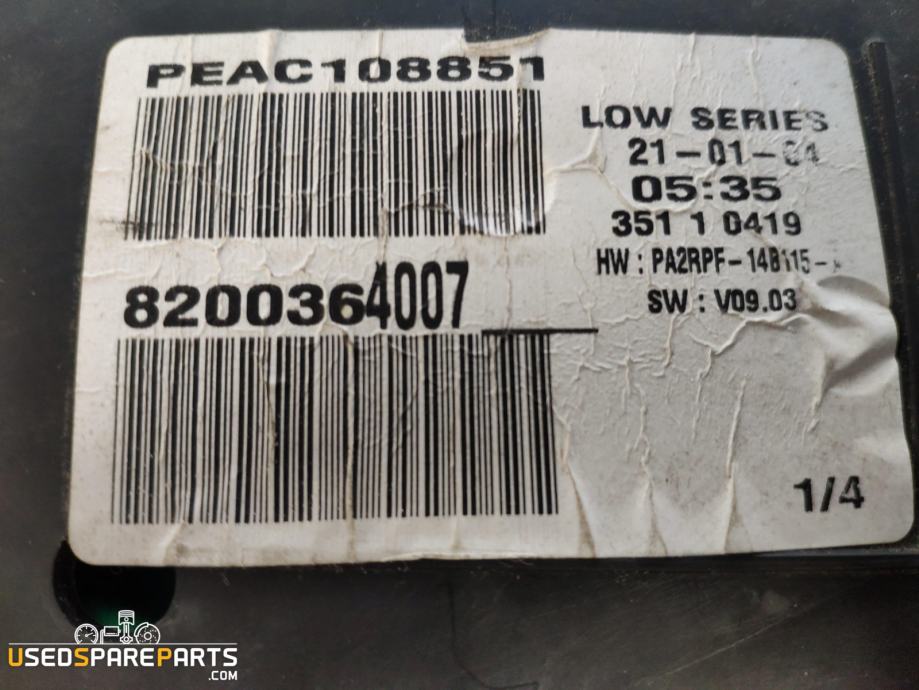 PEAC108851
LOW SERIES
21-01-04
05:35
351 1 0419
HW : PA2RPF-14B115-
SW : V09.03
8200364007
1/4
USEDSPAREPARTS
.COM